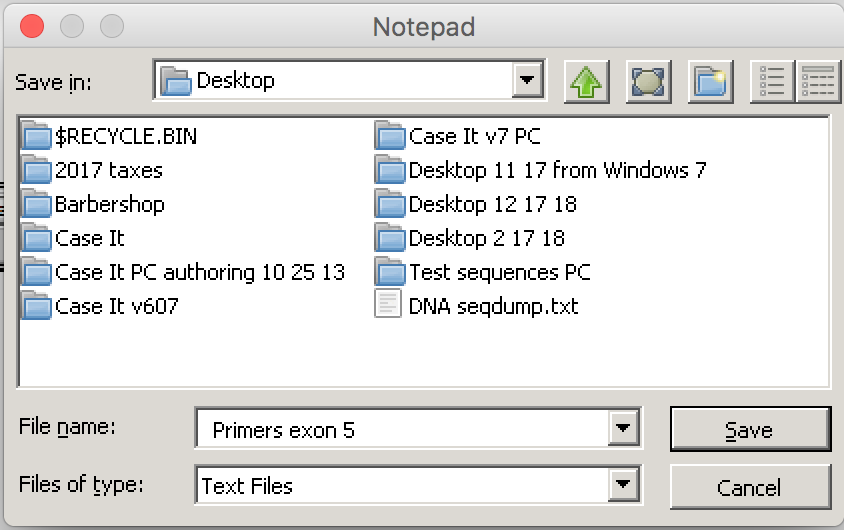 Notepad
Save in: Desktop
$RECYCLE.BIN
2017 taxes
Barbershop
Case It
Case It PC authoring 10 25 13
Case It v607
Case It v7 PC
Desktop 11 17 from Windows 7
Desktop 12 17 18
Desktop 2 17 18
Test sequences PC
DNA seqdump.txt
File name: Primers exon 5 Save
Files of type: Text Files Cancel